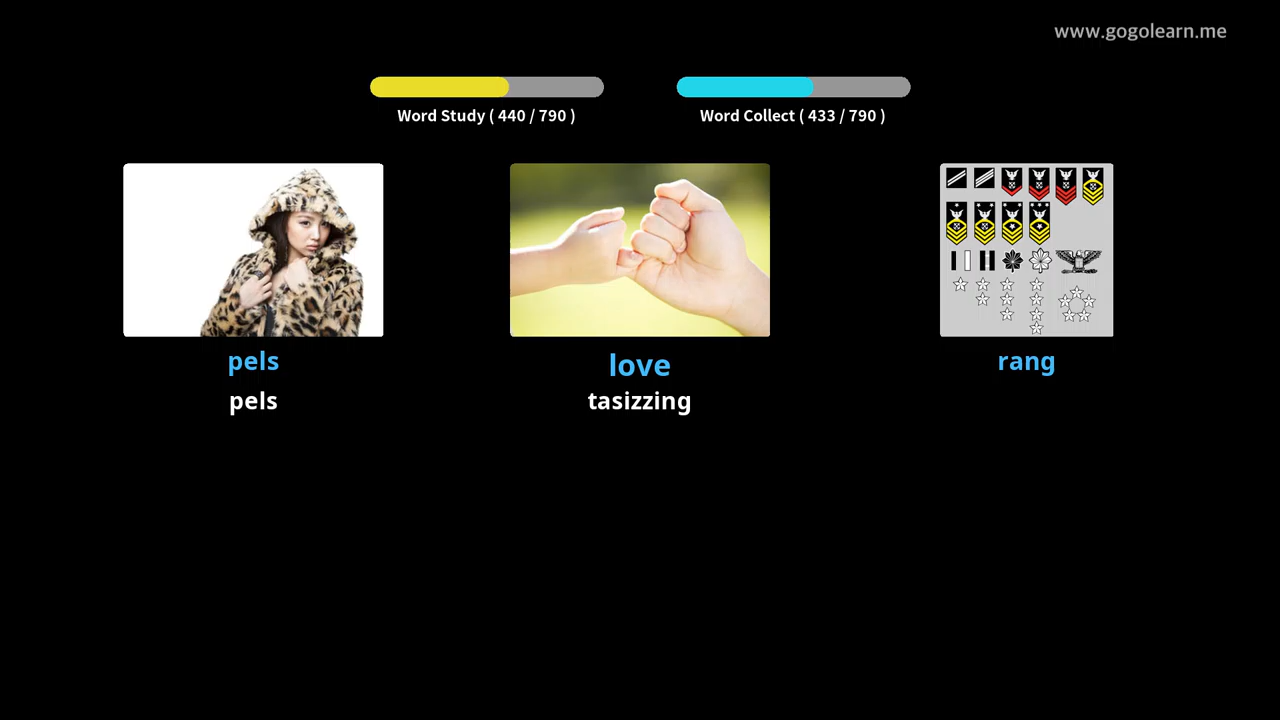 www.gogolearn.me
Word Study ( 440 / 790 )
Word Collect ( 433 / 790 )
pels
love
rang
pels
tasizzing